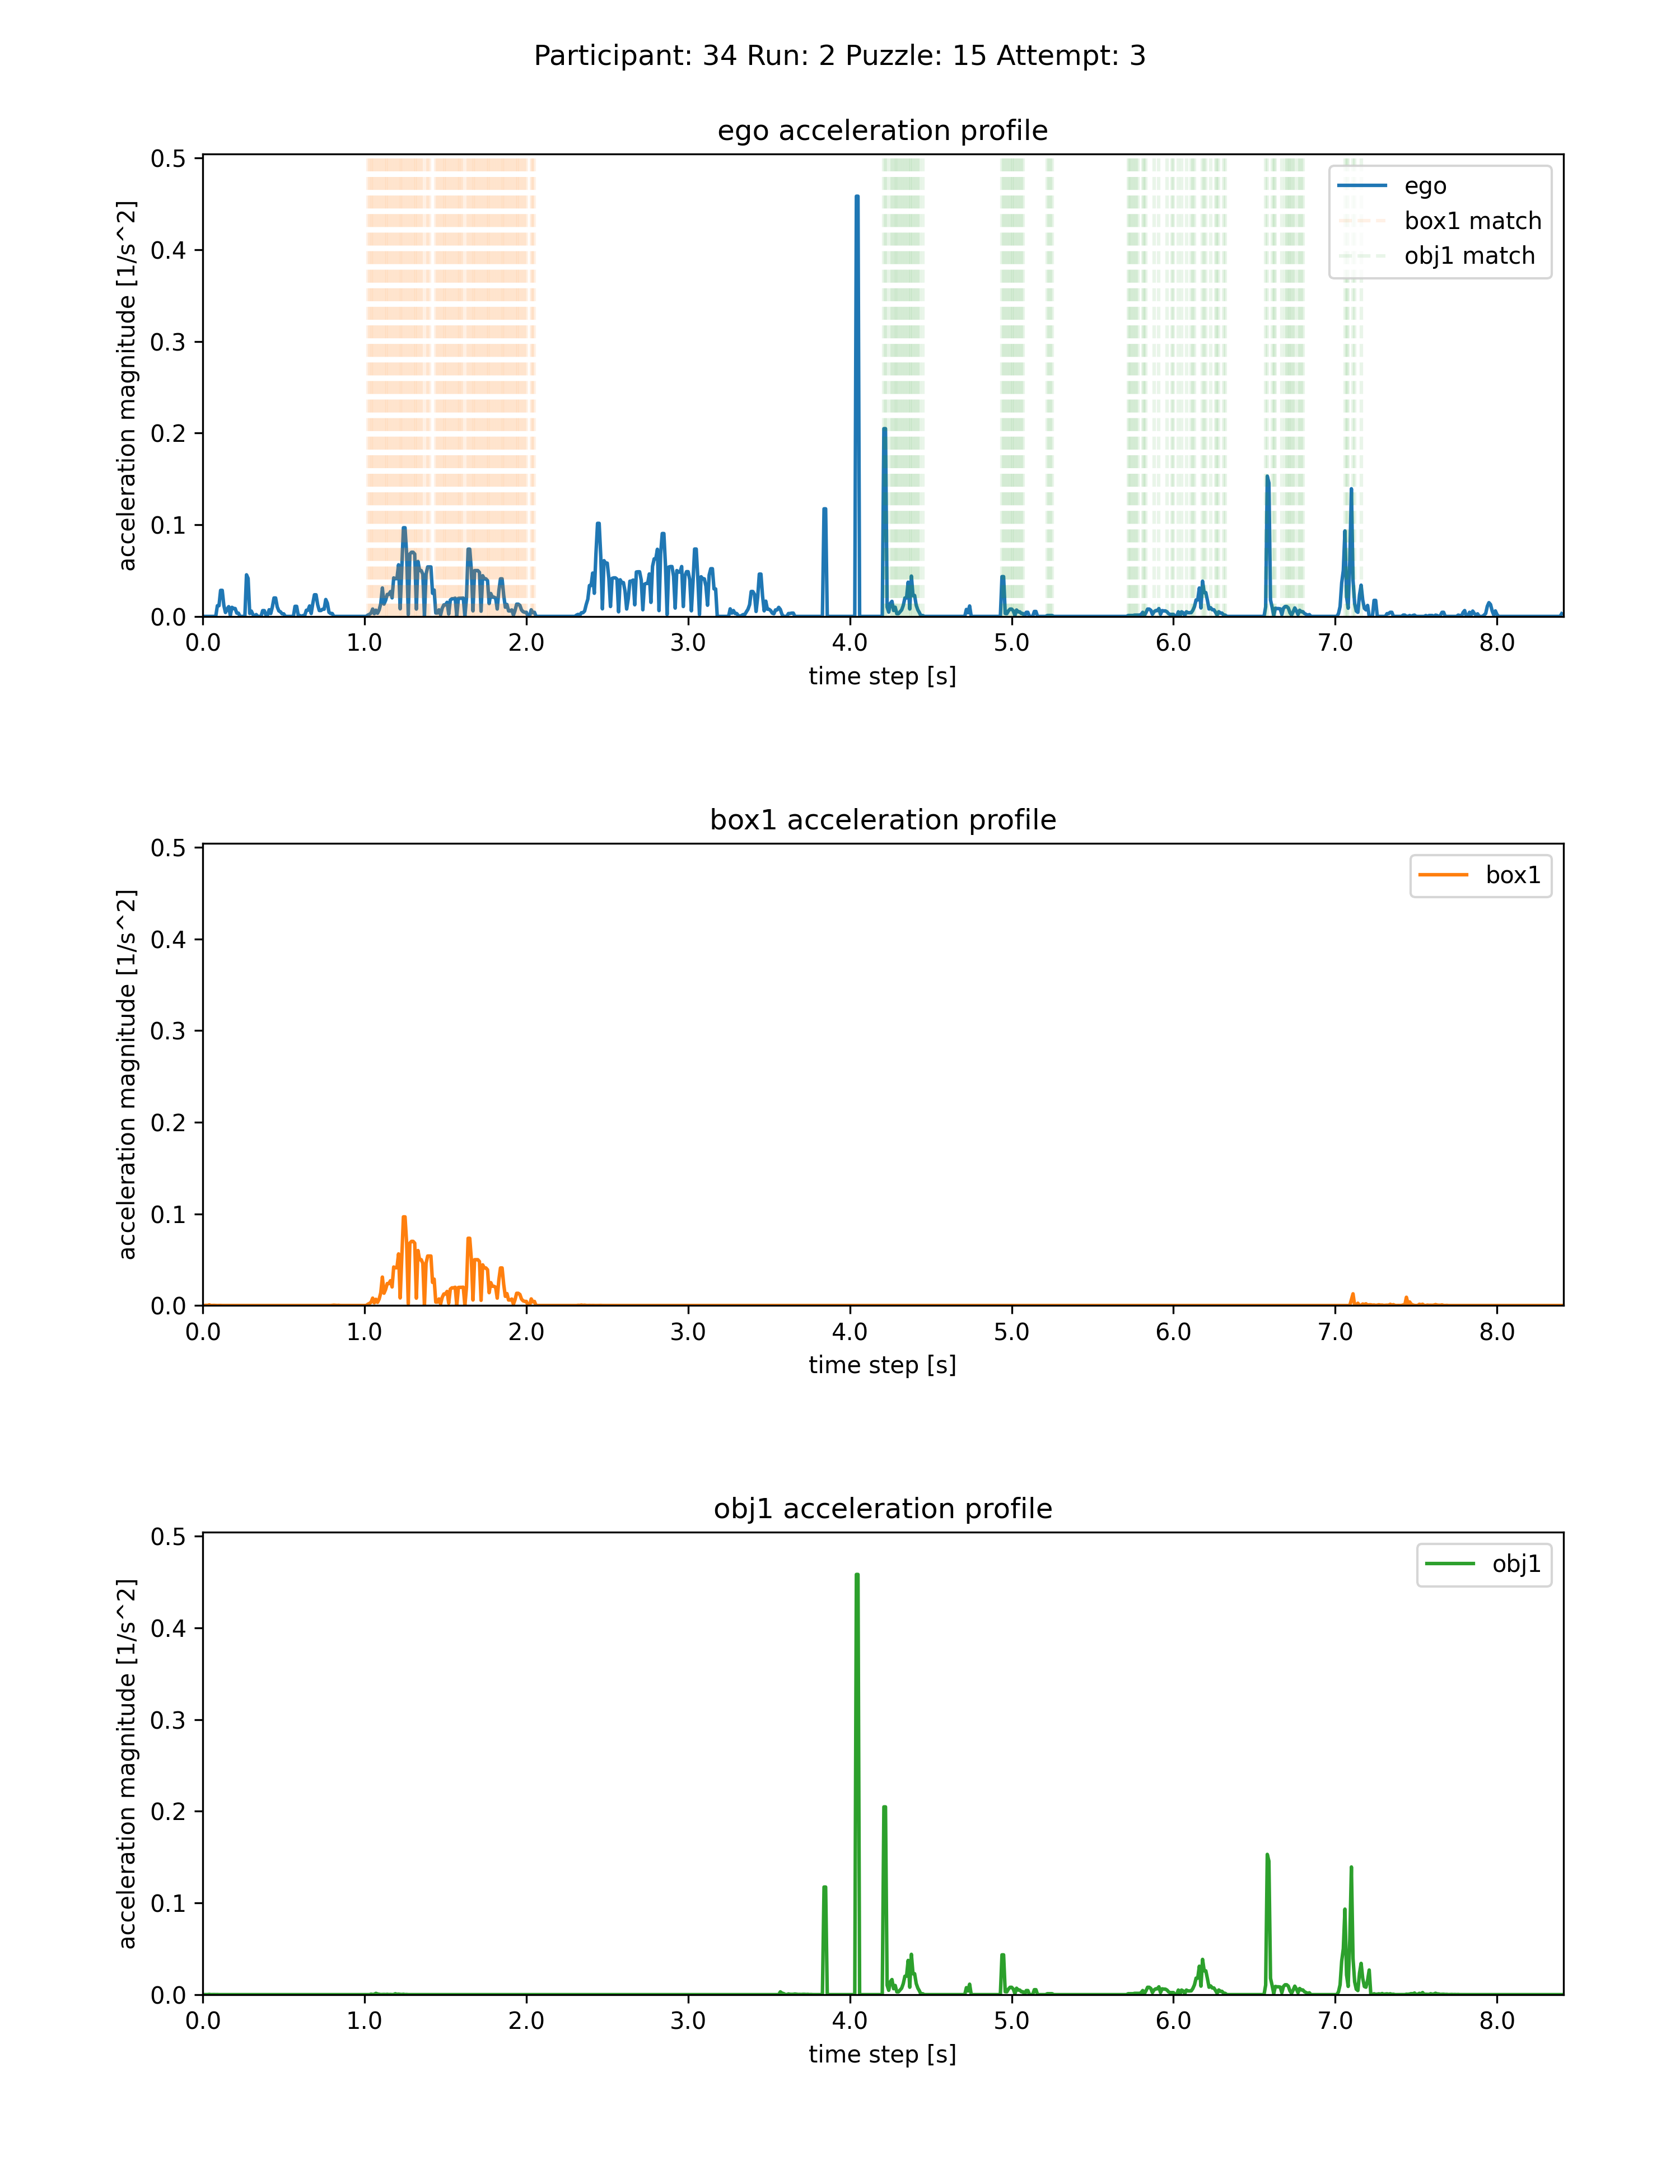 Participant: 34 Run: 2 Puzzle: 15 Attempt: 3
ego acceleration profile
acceleration magnitude [1/s^2]
0.5
0.4
0.3
0.2
0.1
0.0
ego
box1 match
obj1 match
0.0 1.0 2.0 3.0 4.0 5.0 6.0 7.0 8.0
time step [s]
box1 acceleration profile
acceleration magnitude [1/s^2]
0.5
0.4
0.3
0.2
0.1
0.0
box1
0.0 1.0 2.0 3.0 4.0 5.0 6.0 7.0 8.0
time step [s]
obj1 acceleration profile
acceleration magnitude [1/s^2]
0.5
0.4
0.3
0.2
0.1
0.0
obj1
0.0 1.0 2.0 3.0 4.0 5.0 6.0 7.0 8.0
time step [s]